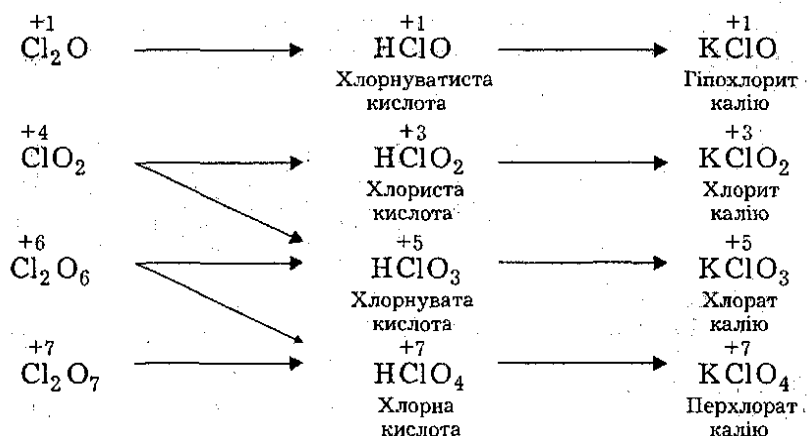 +1 +1 +1
Cl₂O HClO KClO
Хлорнуватиста Гіпохлорит
кислота калію
+4 +3 +3
ClO₂ HClO₂ KClO₂
Хлориста Хлорит
кислота калію
+6 +5 +5
Cl₂O₆ HClO₃ KClO₃
Хлорнувата Хлорат
кислота калію
+7 +7 +7
Cl₂O₇ HClO₄ KClO₄
Хлорна Перхлорат
кислота калію